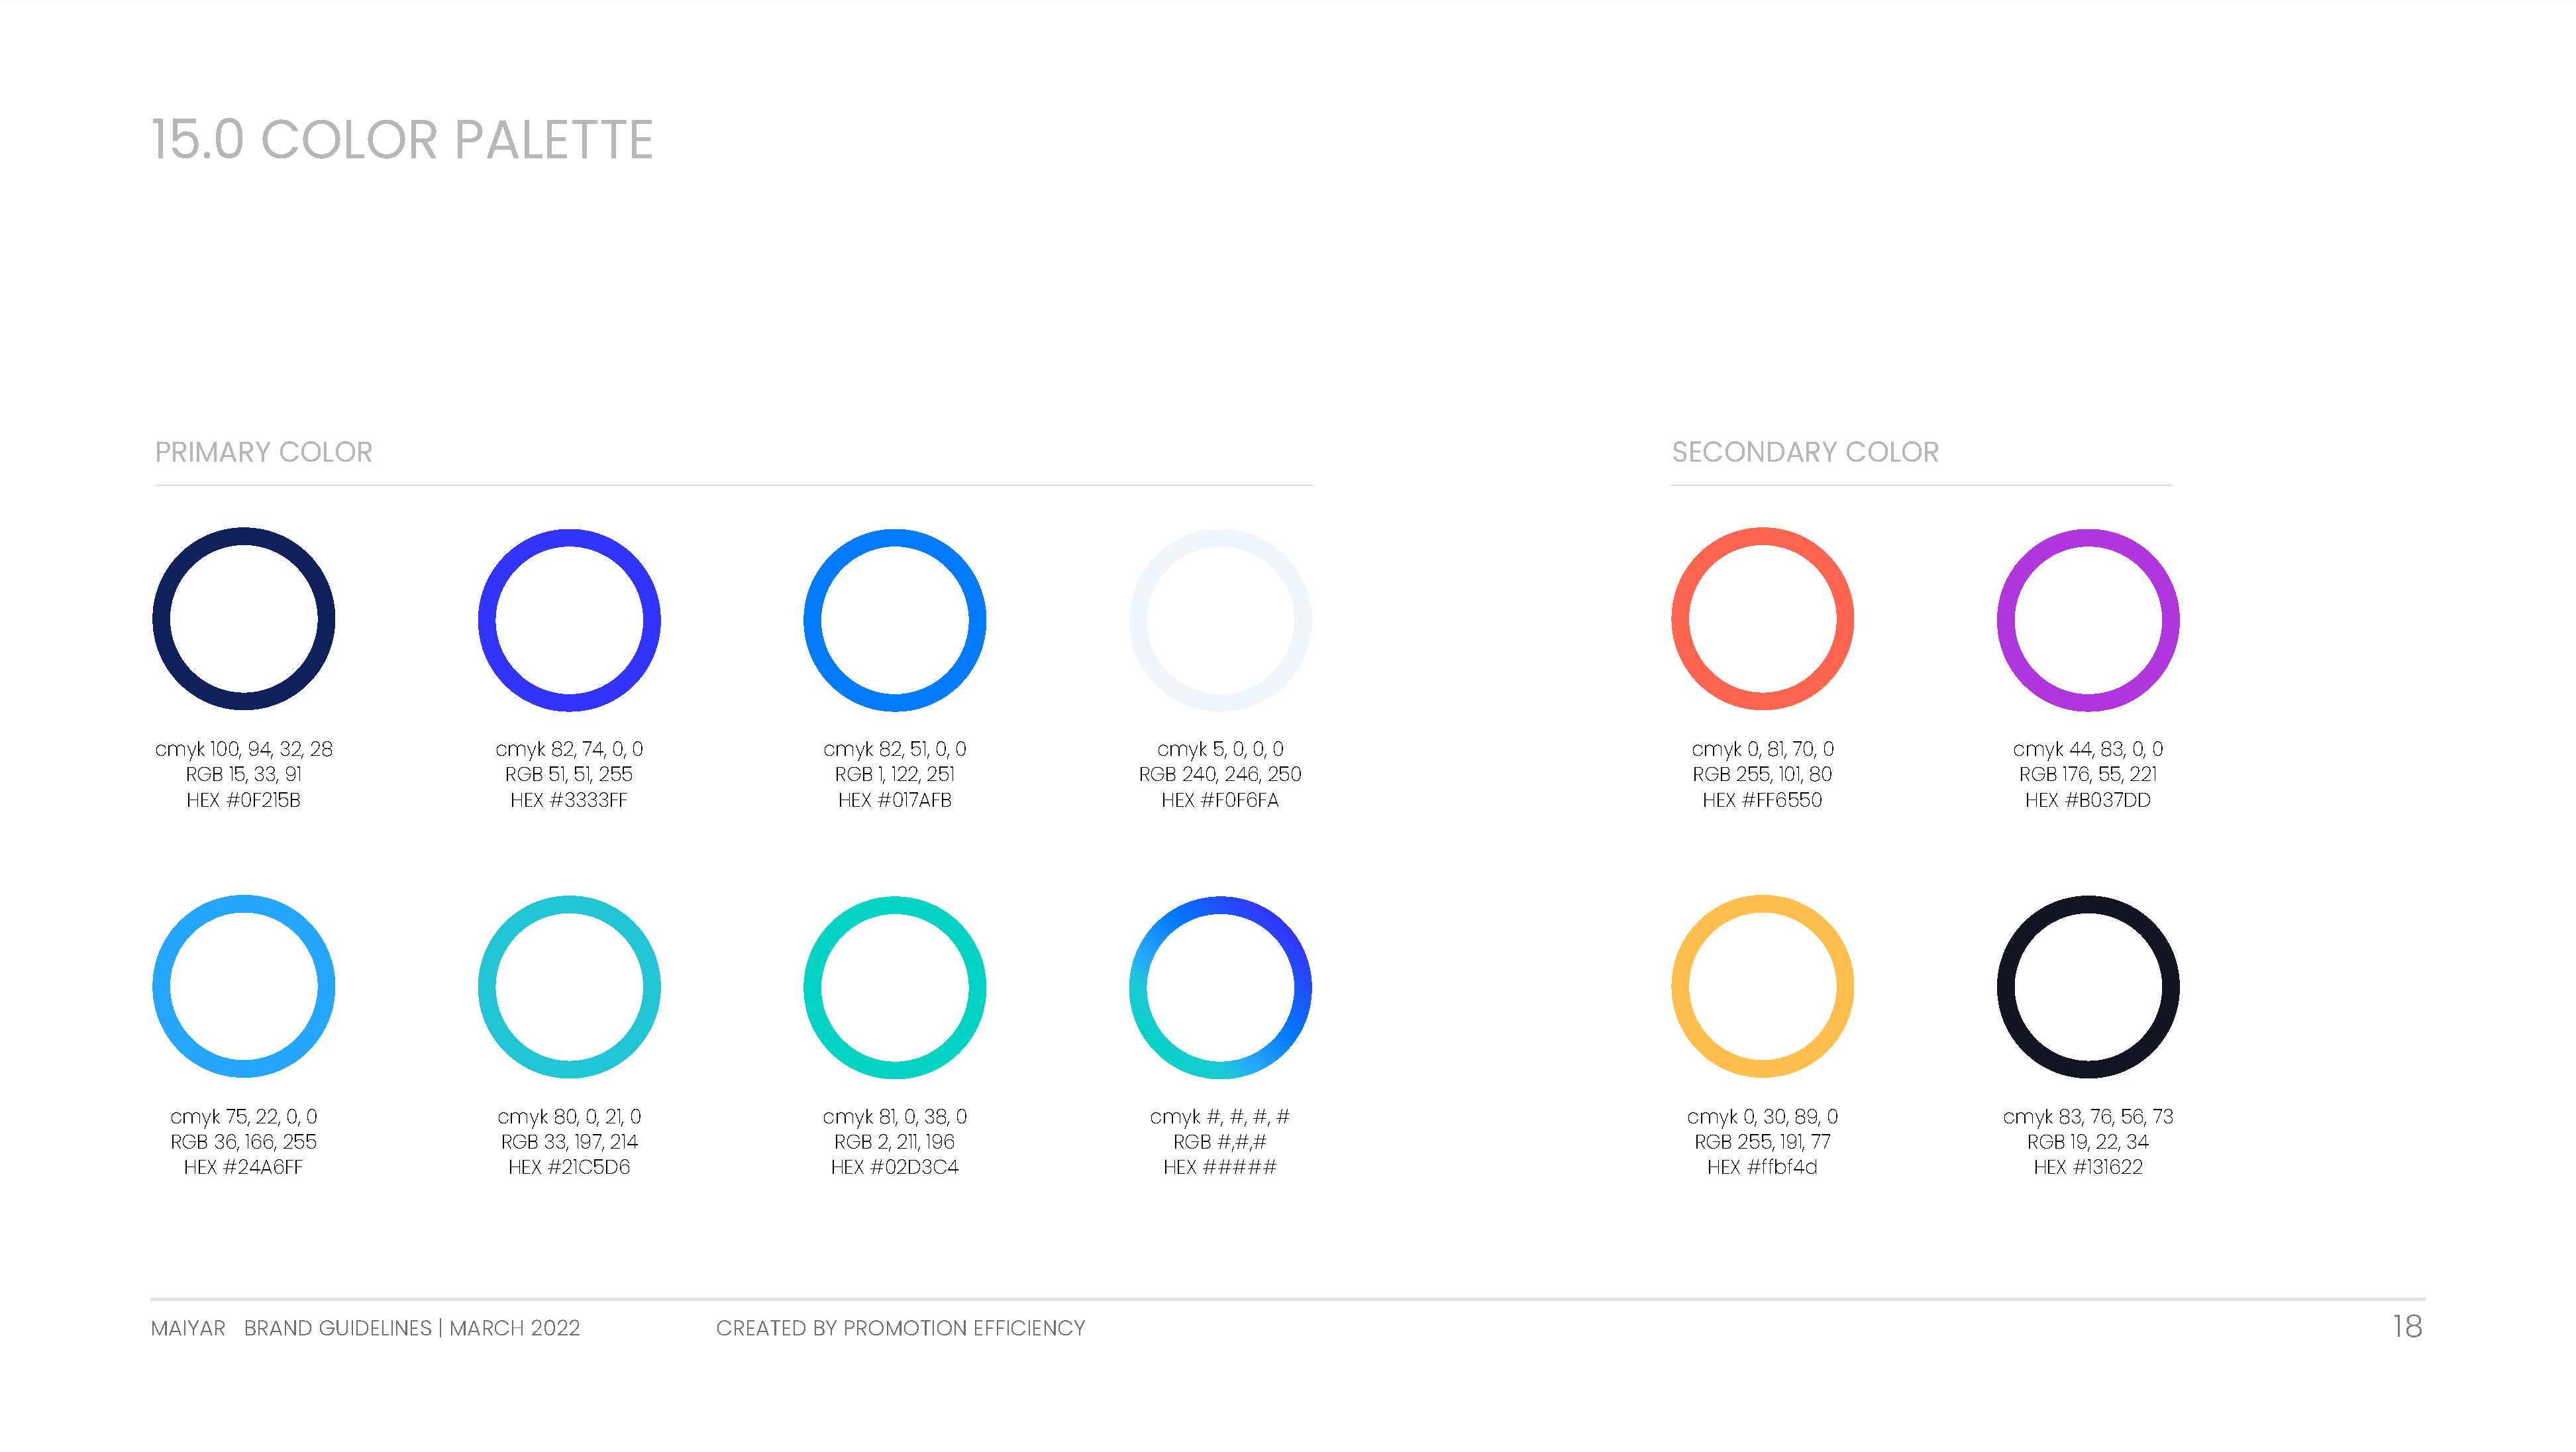 15.0 COLOR PALETTE
PRIMARY COLOR
cmyk 100, 94, 32, 28
RGB 15, 33, 91
HEX #0F215B
cmyk 82, 74, 0, 0
RGB 51, 51, 255
HEX #3333FF
cmyk 82, 51, 0, 0
RGB 1, 122, 251
HEX #017AFB
cmyk 5, 0, 0, 0
RGB 240, 246, 250
HEX #F0F6FA
cmyk 75, 22, 0, 0
RGB 36, 166, 255
HEX #24A6FF
cmyk 80, 0, 21, 0
RGB 33, 197, 214
HEX #21C5D6
cmyk 81, 0, 38, 0
RGB 2, 211, 196
HEX #02D3C4
cmyk #, #, #, #
RGB #,#,#
HEX #####
SECONDARY COLOR
cmyk 0, 81, 70, 0
RGB 255, 101, 80
HEX #FF6550
cmyk 44, 83, 0, 0
RGB 176, 55, 221
HEX #B037DD
cmyk 0, 30, 89, 0
RGB 255, 191, 77
HEX #ffbf4d
cmyk 83, 76, 56, 73
RGB 19, 22, 34
HEX #131622
MAIYAR BRAND GUIDELINES | MARCH 2022
CREATED BY PROMOTION EFFICIENCY
18